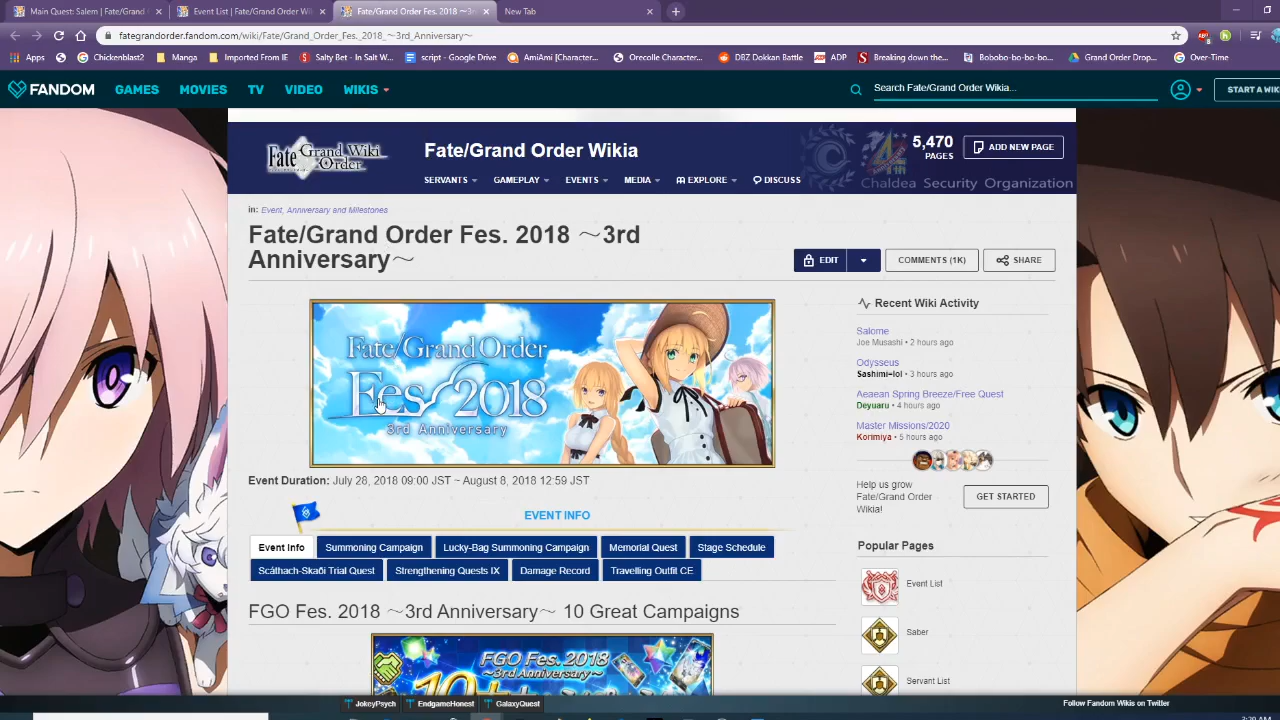 Main Quest: Salem | Fate/Grand
Event List | Fate/Grand Order Wi
Fate/Grand Order Fes. 2018 ～3r
New Tab
fategrandorder.fandom.com/wiki/Fate/Grand_Order_Fes._2018_～3rd_Anniversary～
Apps
Chickenblast2
Manga
Imported From IE
Salty Bet - In Salt W...
script - Google Drive
AmiAmi [Character...
Orecolle Character...
DBZ Dokkan Battle
ADP
Breaking down the...
Bobobo-bo-bo-bo...
Grand Order Drop...
Over-Time
FANDOM
GAMES
MOVIES
TV
VIDEO
WIKIS
Search Fate/Grand Order Wikia...
START A WIK
Fate Grand Wiki
Order
Fate/Grand Order Wikia
5,470
PAGES
ADD NEW PAGE
SERVANTS
GAMEPLAY
EVENTS
MEDIA
EXPLORE
DISCUSS
Chaldea Security Organization
in: Event, Anniversary and Milestones
Fate/Grand Order Fes. 2018 ～3rd
Anniversary～
EDIT
COMMENTS (1K)
SHARE
Fate/Grand Order
Fes. 2018
3rd Anniversary
Event Duration: July 28, 2018 09:00 JST ~ August 8, 2018 12:59 JST
EVENT INFO
Event Info
Summoning Campaign
Lucky-Bag Summoning Campaign
Memorial Quest
Stage Schedule
Scáthach-Skaði Trial Quest
Strengthening Quests IX
Damage Record
Travelling Outfit CE
FGO Fes. 2018 ～3rd Anniversary～ 10 Great Campaigns
FGO Fes. 2018
～3rd Anniversary～
Recent Wiki Activity
Salome
Joe Musashi • 2 hours ago
Odysseus
Sashimi-lol • 3 hours ago
Aeaean Spring Breeze/Free Quest
Deyuaru • 4 hours ago
Master Missions/2020
Korimiya • 5 hours ago
Help us grow
Fate/Grand Order
Wikia!
GET STARTED
Popular Pages
Event List
Saber
Servant List
JokeyPsych
EndgameHonest
GalaxyQuest
Follow Fandom Wikis on Twitter